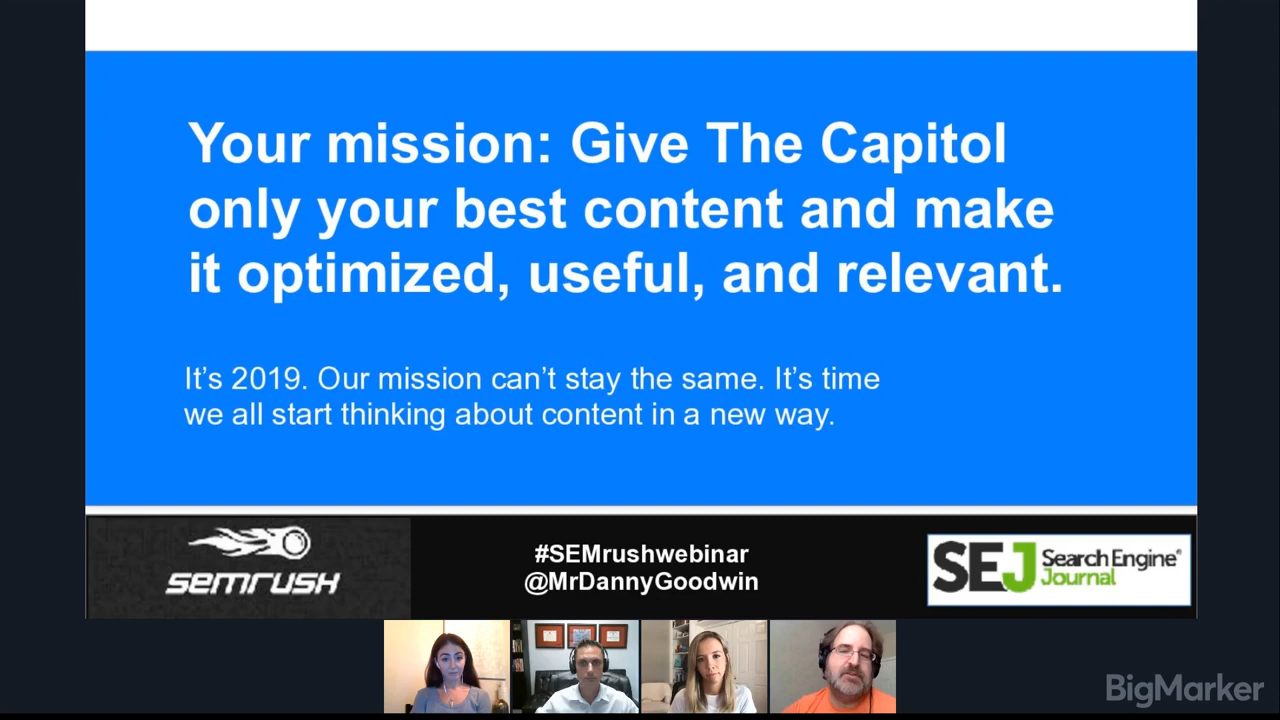 Your mission: Give The Capitol
only your best content and make
it optimized, useful, and relevant.
It’s 2019. Our mission can’t stay the same. It’s time
we all start thinking about content in a new way.
semrush
#SEMrushwebinar
@MrDannyGoodwin
SEJ Search Engine®
Journal
BigMarker